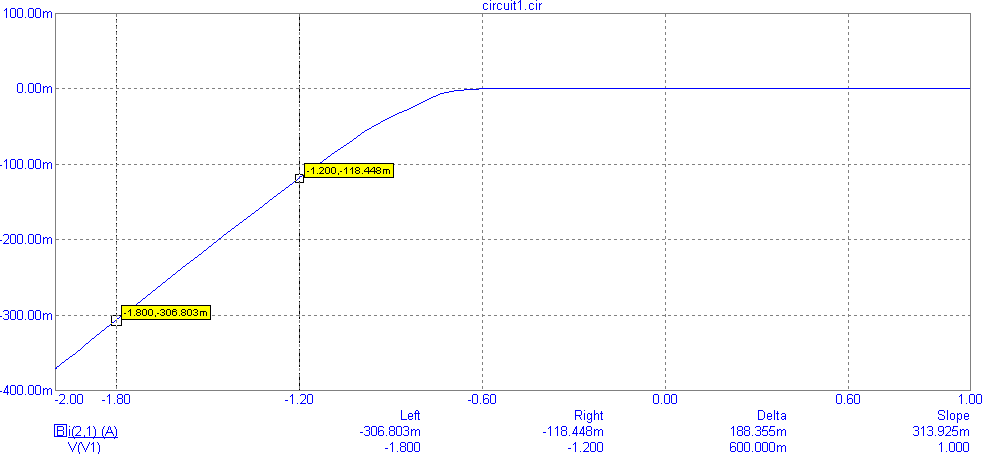 circuit1.cir
100.00m
0.00m
-100.00m
-1.200,-118.448m
-200.00m
-300.00m
-1.800,-306.803m
-400.00m
-2.00 -1.80 -1.20 -0.60 0.00 0.60 1.00
Left Right Delta Slope
B i(2,1) (A) -306.803m -118.448m 188.355m 313.925m
V(V1) -1.800 -1.200 600.000m 1.000